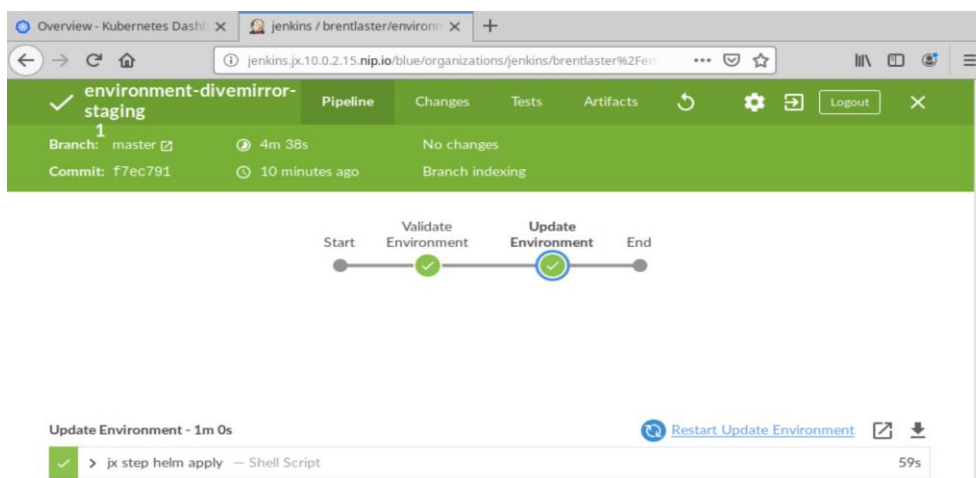 Overview - Kubernetes Dashb
jenkins / brentlaster/environm
jenkins.jx.10.0.2.15.nip.io/blue/organizations/jenkins/brentlaster%2Fen
environment-divemirror-
staging
1
Pipeline
Changes
Tests
Artifacts
Logout
Branch: master
4m 38s
No changes
Commit: f7ec791
10 minutes ago
Branch indexing
Start
Validate
Environment
Update
Environment
End
Update Environment - 1m 0s
Restart Update Environment
jx step helm apply — Shell Script
59s